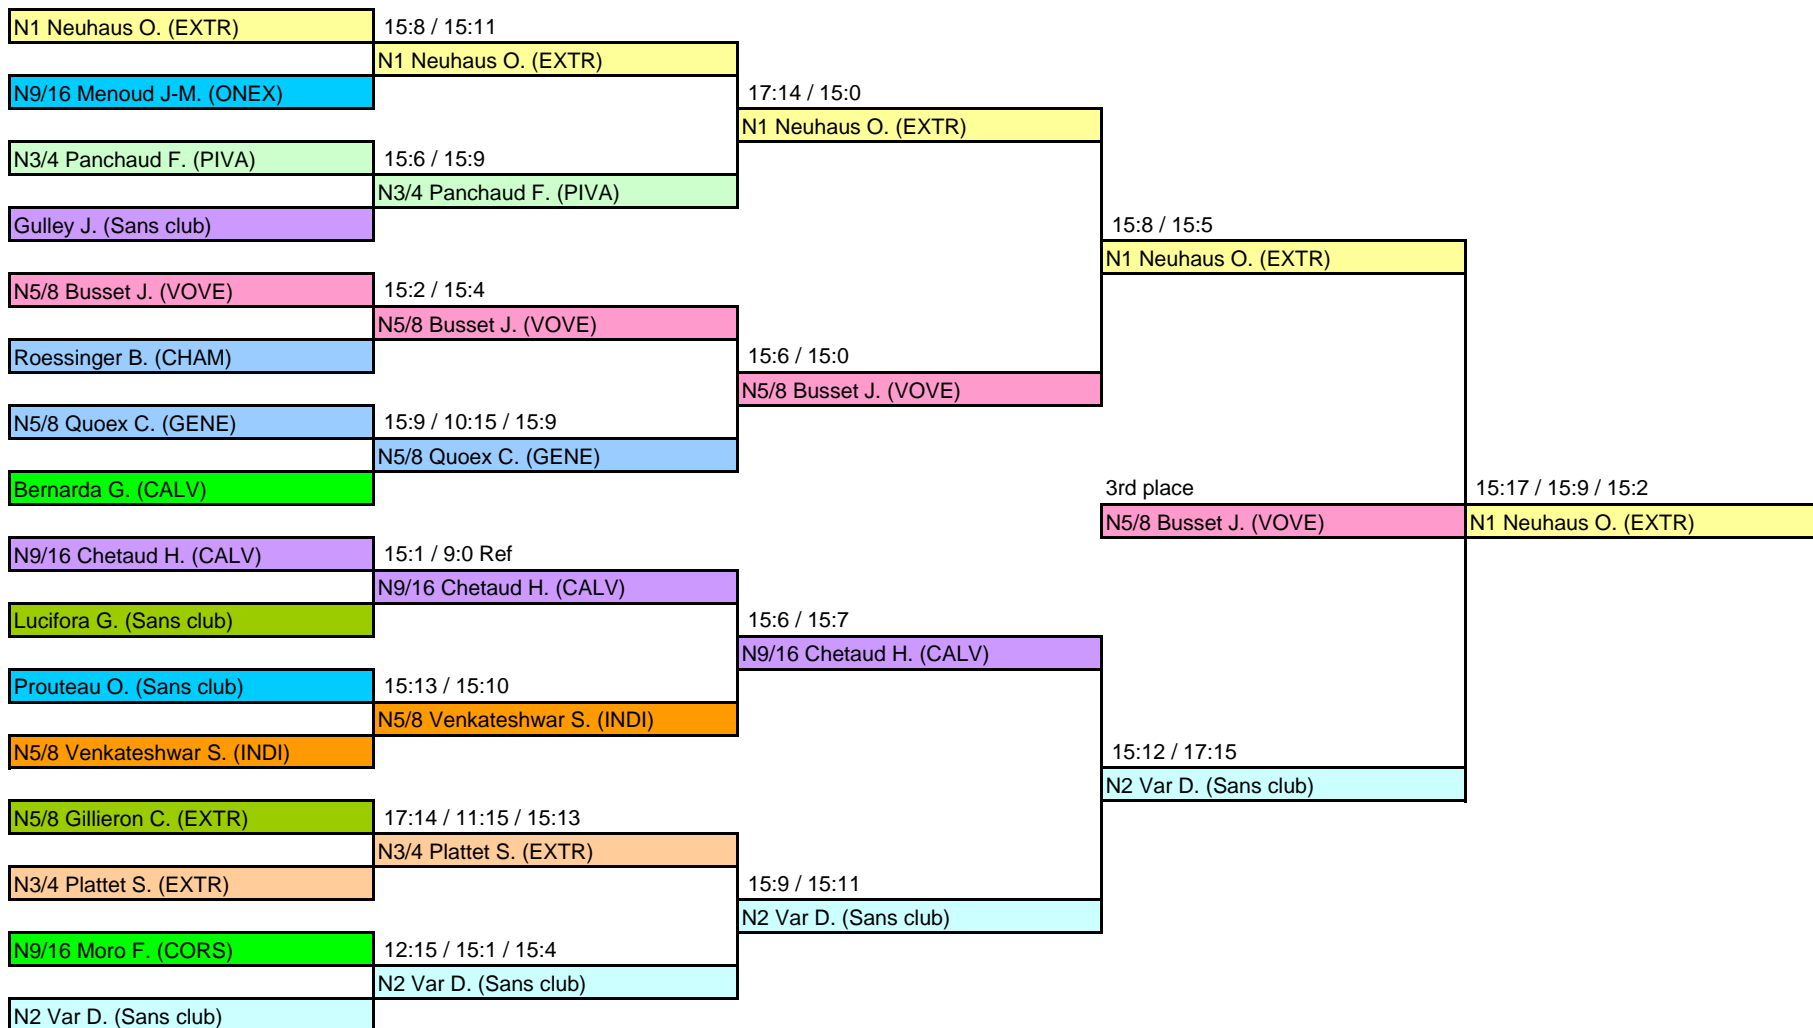 N1 Neuhaus O. (EXTR)
15:8 / 15:11
N1 Neuhaus O. (EXTR)
N9/16 Menoud J-M. (ONEX)
17:14 / 15:0
N1 Neuhaus O. (EXTR)
N3/4 Panchaud F. (PIVA)
15:6 / 15:9
N3/4 Panchaud F. (PIVA)
Gulley J. (Sans club)
15:8 / 15:5
N1 Neuhaus O. (EXTR)
N5/8 Busset J. (VOVE)
15:2 / 15:4
N5/8 Busset J. (VOVE)
Roessinger B. (CHAM)
15:6 / 15:0
N5/8 Busset J. (VOVE)
N5/8 Quoex C. (GENE)
15:9 / 10:15 / 15:9
N5/8 Quoex C. (GENE)
Bernarda G. (CALV)
3rd place
15:17 / 15:9 / 15:2
N5/8 Busset J. (VOVE)
N1 Neuhaus O. (EXTR)
N9/16 Chetaud H. (CALV)
15:1 / 9:0 Ref
N9/16 Chetaud H. (CALV)
Lucifora G. (Sans club)
15:6 / 15:7
N9/16 Chetaud H. (CALV)
Prouteau O. (Sans club)
15:13 / 15:10
N5/8 Venkateshwar S. (INDI)
N5/8 Venkateshwar S. (INDI)
15:12 / 17:15
N2 Var D. (Sans club)
N5/8 Gillieron C. (EXTR)
17:14 / 11:15 / 15:13
N3/4 Plattet S. (EXTR)
N3/4 Plattet S. (EXTR)
15:9 / 15:11
N2 Var D. (Sans club)
N9/16 Moro F. (CORS)
12:15 / 15:1 / 15:4
N2 Var D. (Sans club)
N2 Var D. (Sans club)